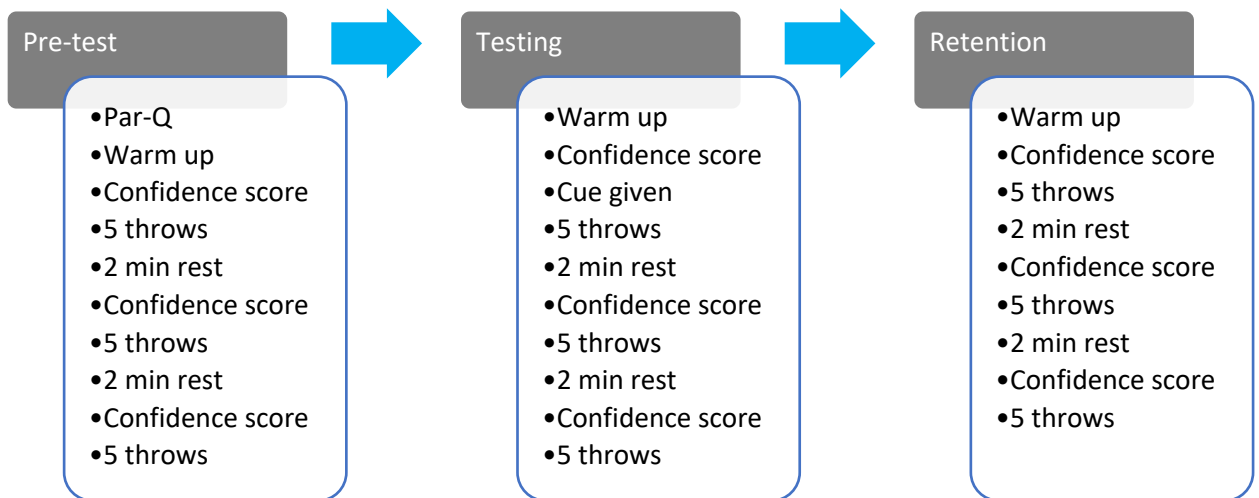 Pre-test
•Par-Q
•Warm up
•Confidence score
•5 throws
•2 min rest
•Confidence score
•5 throws
•2 min rest
•Confidence score
•5 throws
Testing
•Warm up
•Confidence score
•Cue given
•5 throws
•2 min rest
•Confidence score
•5 throws
•2 min rest
•Confidence score
•5 throws
Retention
•Warm up
•Confidence score
•5 throws
•2 min rest
•Confidence score
•5 throws
•2 min rest
•Confidence score
•5 throws